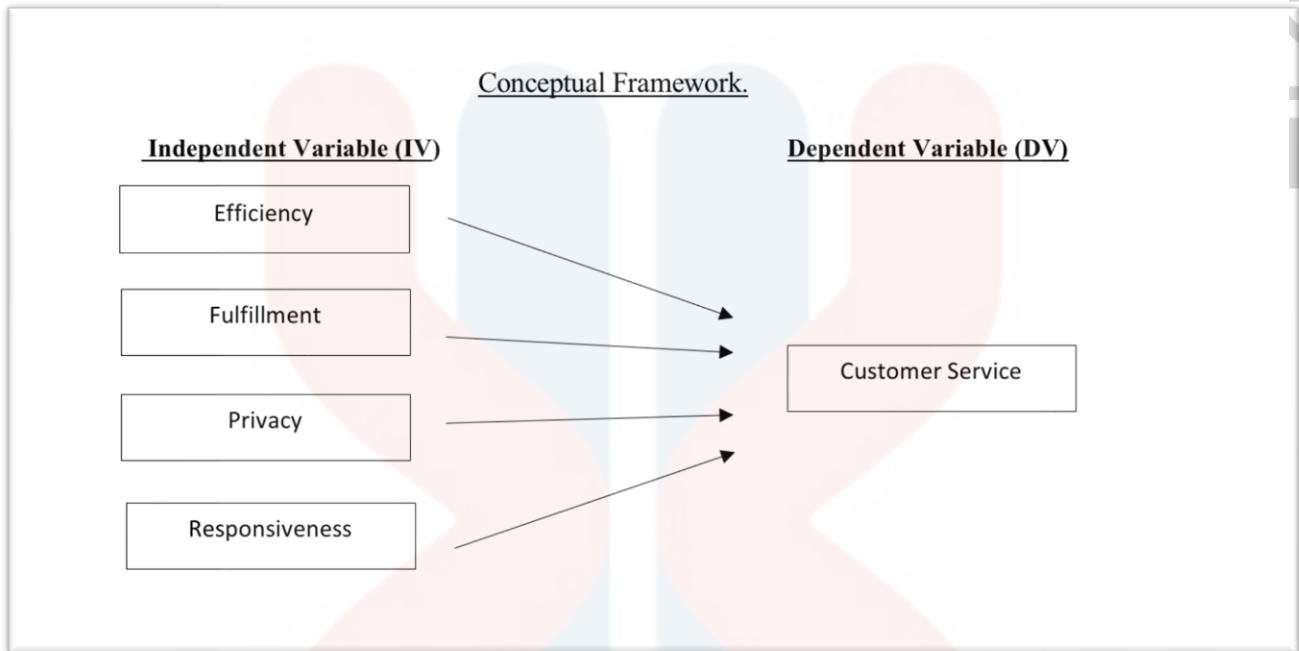 Conceptual Framework.
Independent Variable (IV)
Dependent Variable (DV)
Efficiency
Fulfillment
Privacy
Responsiveness
Customer Service